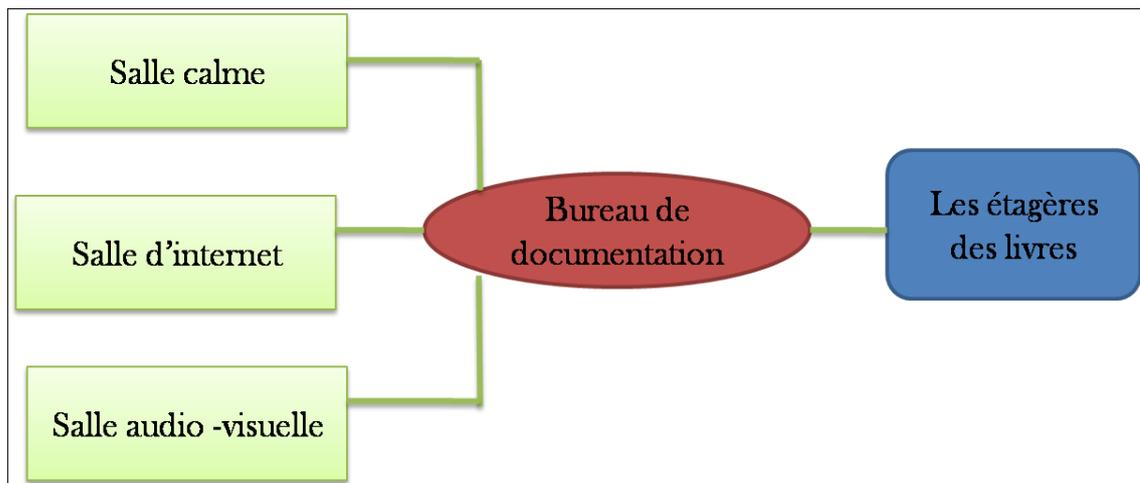 Salle calme
Salle d’internet
Salle audio -visuelle
Bureau de
documentation
Les étagères
des livres